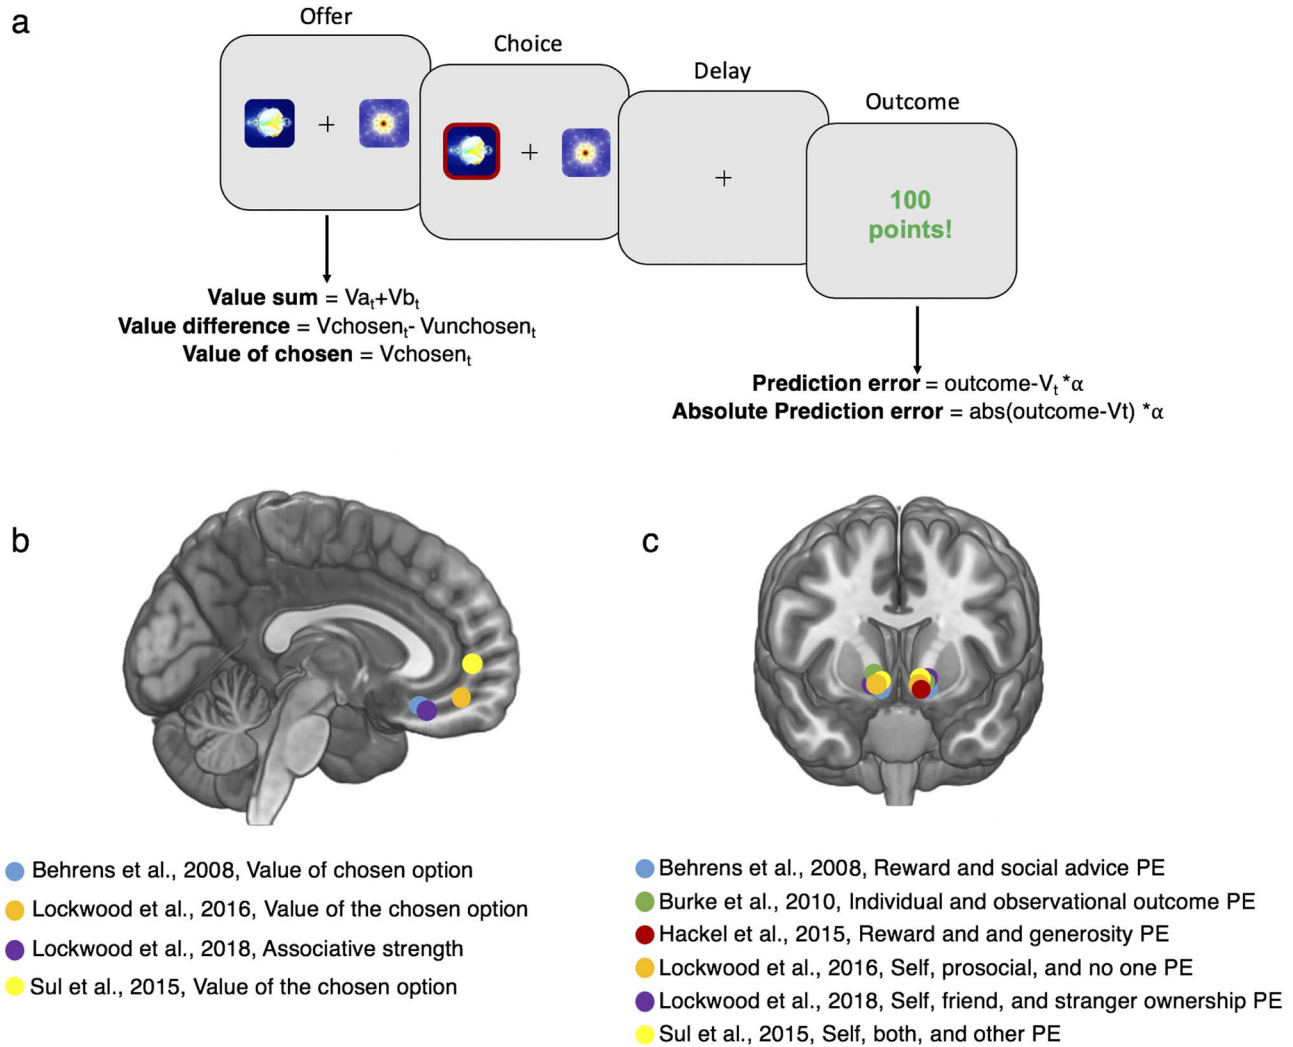 a
Offer
Choice
Delay
Outcome
+
+
+
100
points!
Value sum = Vaₜ+Vbₜ
Value difference = Vchosenₜ- Vunchosenₜ
Value of chosen = Vchosenₜ
Prediction error = outcome-Vₜ *α
Absolute Prediction error = abs(outcome-Vt) *α
b
Behrens et al., 2008, Value of chosen option
Lockwood et al., 2016, Value of the chosen option
Lockwood et al., 2018, Associative strength
Sul et al., 2015, Value of the chosen option
c
Behrens et al., 2008, Reward and social advice PE
Burke et al., 2010, Individual and observational outcome PE
Hackel et al., 2015, Reward and and generosity PE
Lockwood et al., 2016, Self, prosocial, and no one PE
Lockwood et al., 2018, Self, friend, and stranger ownership PE
Sul et al., 2015, Self, both, and other PE